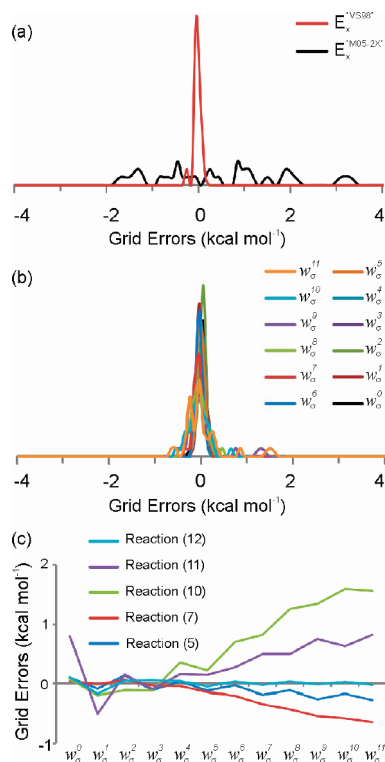 (a)
E_x^"VS98"
E_x^"M05-2X"
-4 -2 0 2 4
Grid Errors (kcal mol⁻¹)
(b)
w_σ^11 w_σ^5
w_σ^10 w_σ^4
w_σ^9 w_σ^3
w_σ^8 w_σ^2
w_σ^7 w_σ^1
w_σ^6 w_σ^0
-4 -2 0 2 4
Grid Errors (kcal mol⁻¹)
(c)
Grid Errors (kcal mol⁻¹)
2
1
0
-1
Reaction (12)
Reaction (11)
Reaction (10)
Reaction (7)
Reaction (5)
w_σ^0 w_σ^1 w_σ^2 w_σ^3 w_σ^4 w_σ^5 w_σ^6 w_σ^7 w_σ^8 w_σ^9 w_σ^10 w_σ^11